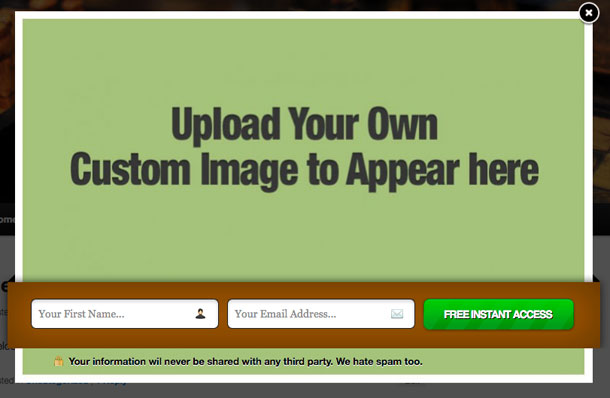 Upload Your Own
Custom Image to Appear here
Your First Name...
Your Email Address...
FREE INSTANT ACCESS
Your information wil never be shared with any third party. We hate spam too.